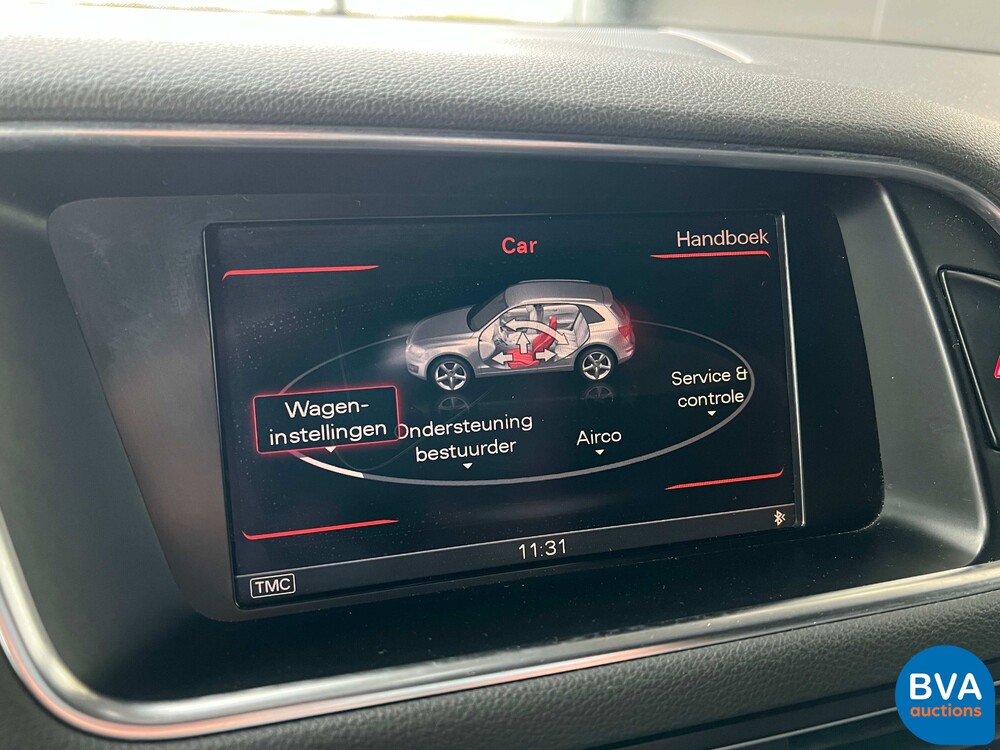 Car
Handboek
Wagen-
instellingen
Ondersteuning
bestuurder
Airco
Service &
controle
11:31
TMC
BVA
auctions